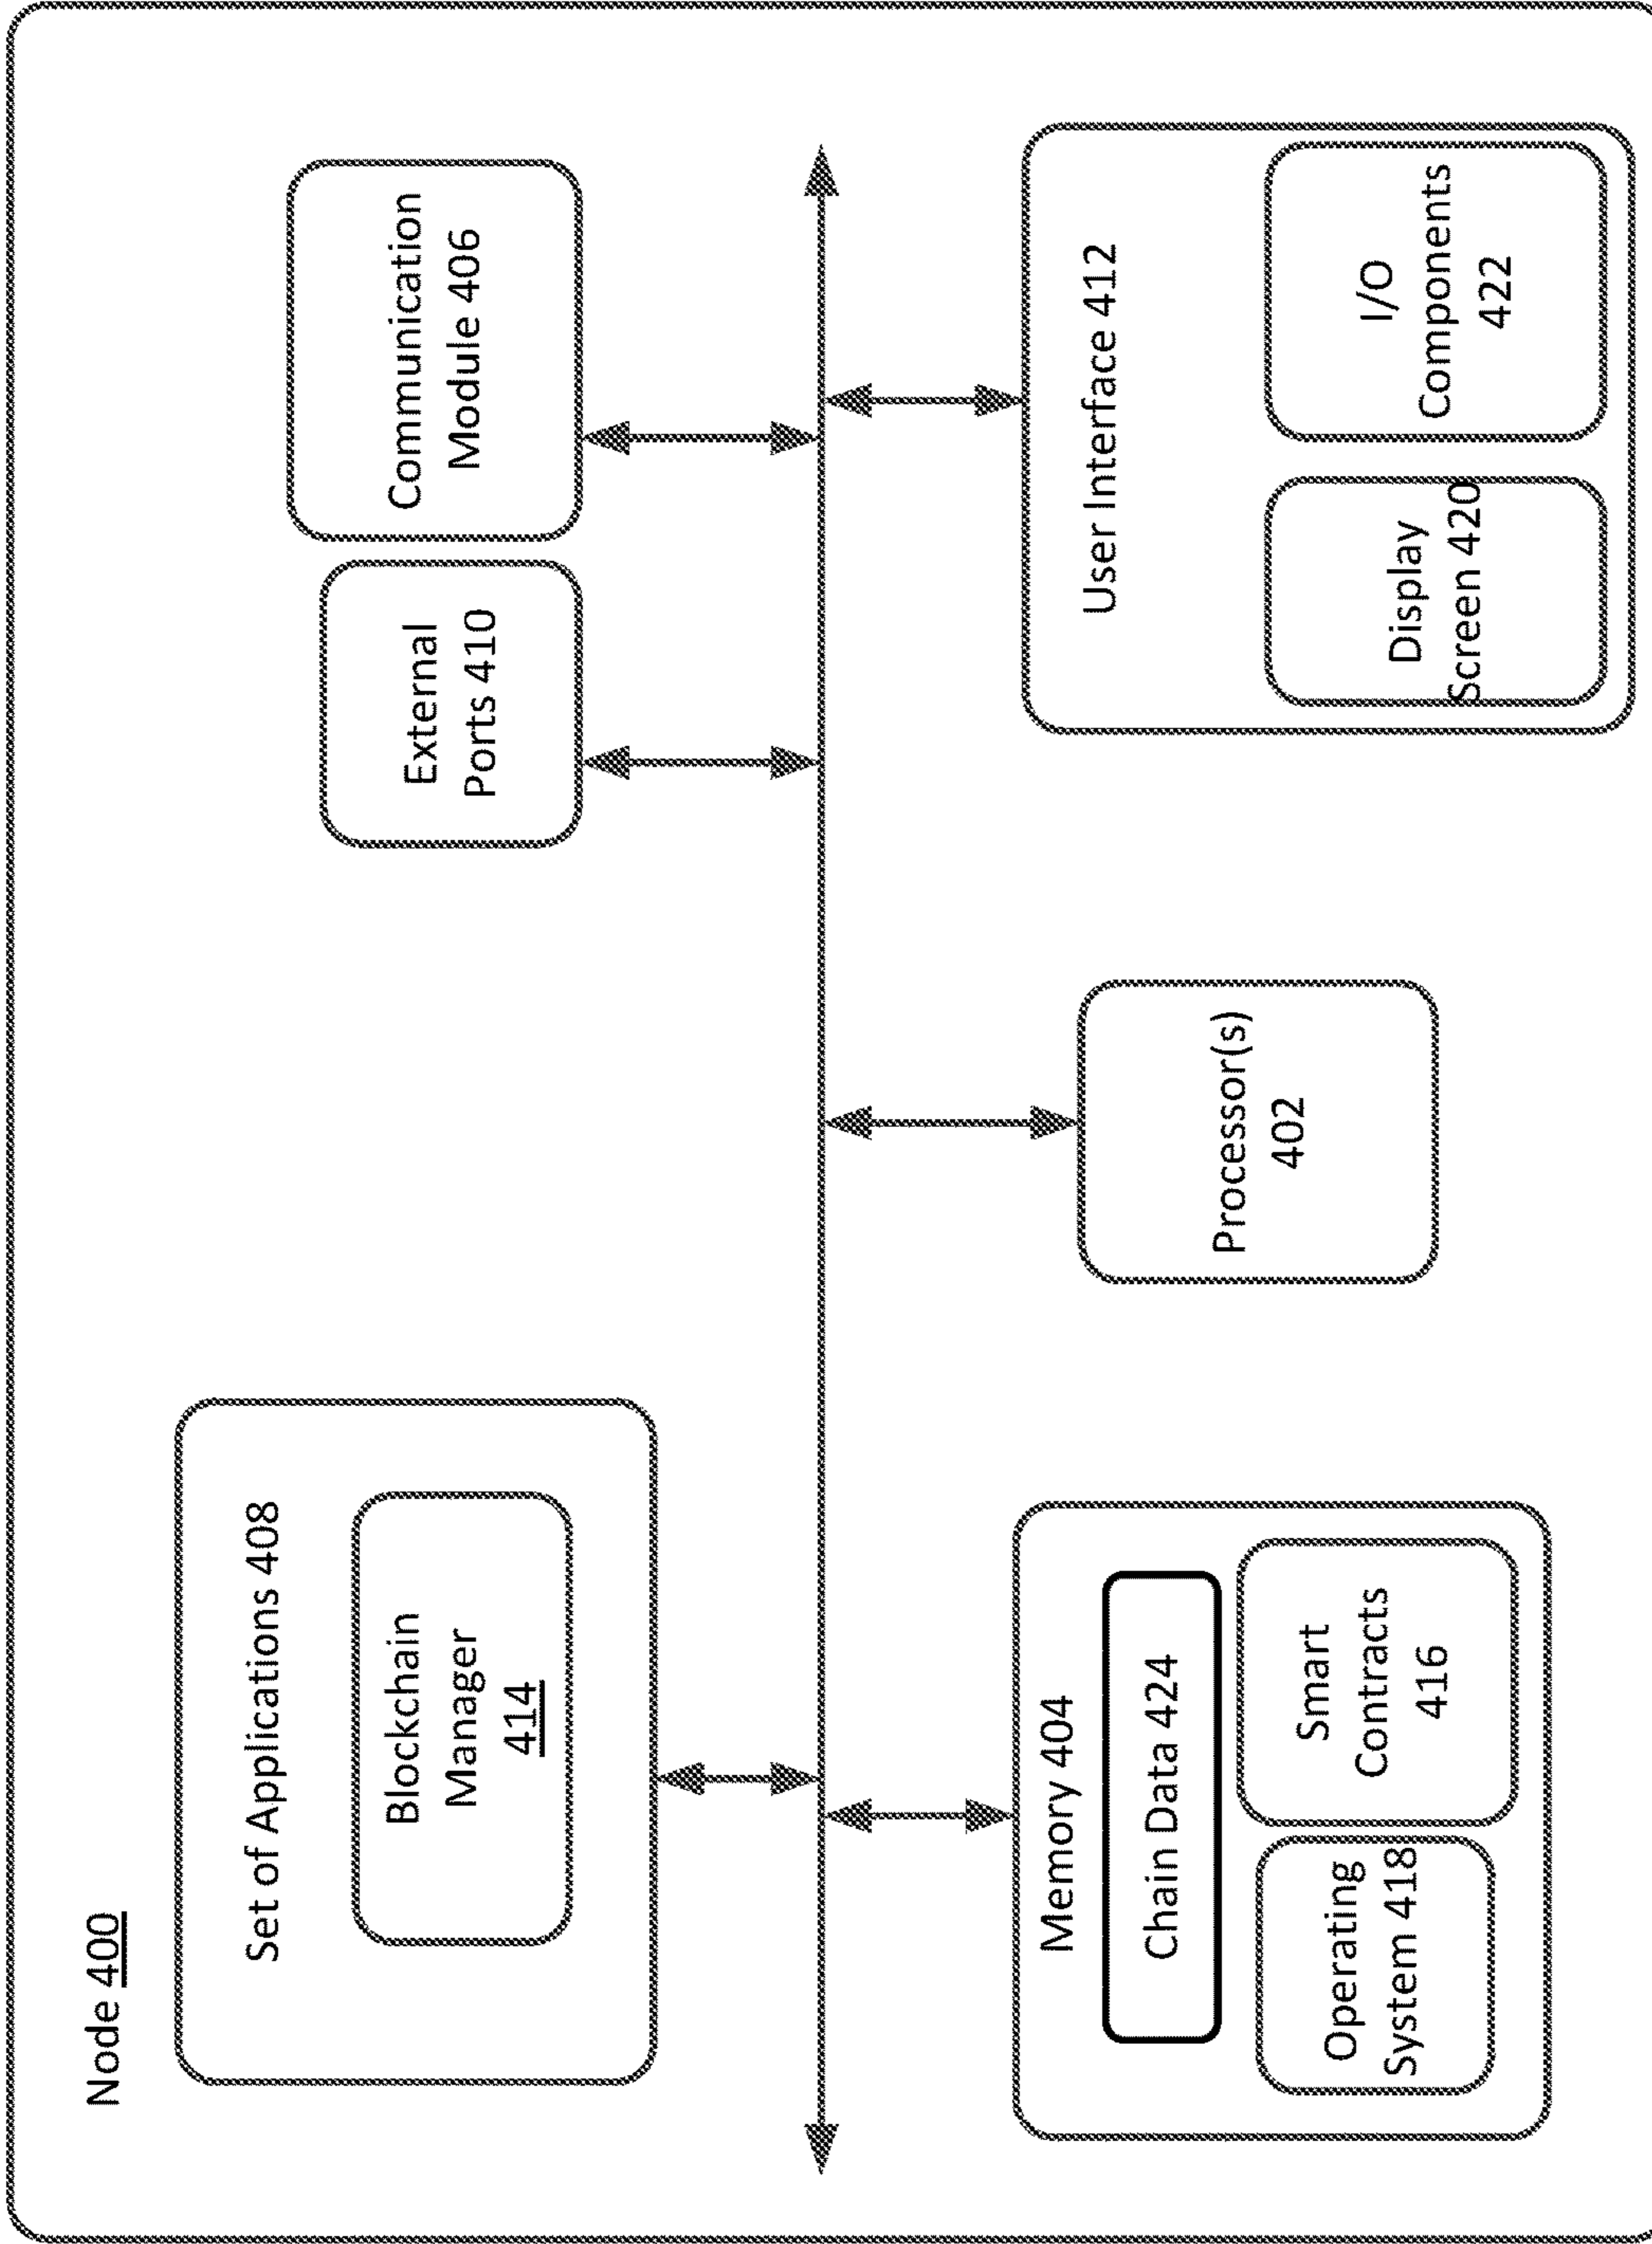 Node 400
Set of Applications 408
Blockchain
Manager
414
External
Ports 410
Communication
Module 406
Memory 404
Chain Data 424
Operating
System 418
Smart
Contracts
416
Processor(s)
402
User Interface 412
Display
Screen 420
I/O
Components
422